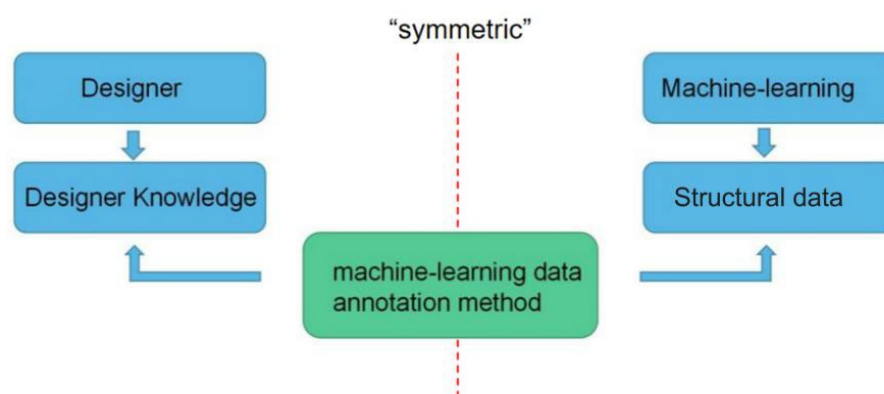 “symmetric”
Designer
Machine-learning
Designer Knowledge
Structural data
machine-learning data
annotation method